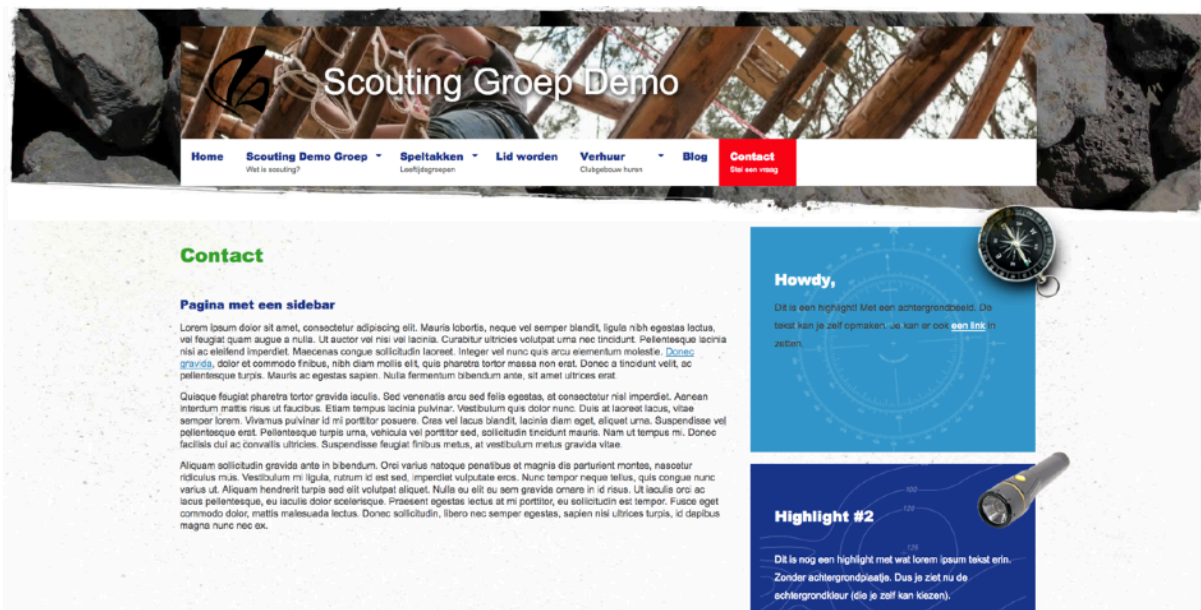 Scouting Groep Demo
Home
Scouting Demo Groep
Wat is scouting?
Speltakken
Leeftijdsgroepen
Lid worden
Verhuur
Clubgebouw huren
Blog
Contact
Stel een vraag
Contact
Pagina met een sidebar
Lorem ipsum dolor sit amet, consectetur adipiscing elit. Mauris lobortis, neque vel semper blandit, ligula nibh egestas lectus,
vel feugiat quam augue a nulla. Ut auctor vel nisi vel lacinia. Curabitur ultricies volutpat urna nec tincidunt. Pellentesque lacinia
nisi ac eleifend imperdiet. Maecenas congue sollicitudin laoreet. Integer vel nunc quis arcu elementum molestie. Donec
gravida, dolor et commodo finibus, nibh diam mollis elit, quis pharetra tortor massa non erat. Donec a tincidunt velit, ac
pellentesque turpis. Mauris ac egestas sapien. Nulla fermentum bibendum ante, sit amet ultrices erat.
Quisque feugiat pharetra tortor gravida iaculis. Sed venenatis arcu sed felis egestas, at consectetur nisl imperdiet. Aenean
interdum mattis risus ut faucibus. Etiam tempus lacinia pulvinar. Vestibulum quis dolor nunc. Duis at laoreet lacus, vitae
semper lorem. Vivamus pulvinar id mi porttitor posuere. Cras vel lacus blandit, lacinia diam eget, aliquet urna. Suspendisse vel
pellentesque erat. Pellentesque turpis urna, vehicula vel porttitor sed, sollicitudin tincidunt mauris. Nam ut tempus mi. Donec
facilisis dui ac convallis ultricies. Suspendisse feugiat finibus metus, at vestibulum metus gravida vitae.
Aliquam sollicitudin gravida ante in bibendum. Orci varius natoque penatibus et magnis dis parturient montes, nascetur
ridiculus mus. Vestibulum mi ligula, rutrum id est sed, imperdiet vulputate eros. Nunc tempor neque tellus, quis congue nunc
varius ut. Aliquam hendrerit turpis sed elit volutpat aliquet. Nulla eu elit eu sem gravida ornare in id risus. Ut iaculis orci ac
lacus pellentesque, eu iaculis dolor scelerisque. Praesent egestas lectus at mi porttitor, eu sollicitudin est tempor. Fusce eget
commodo dolor, mattis malesuada lectus. Donec sollicitudin, libero nec semper egestas, sapien nisi ultrices turpis, id dapibus
magna nunc nec ex.
Howdy,
Dit is een highlight! Met een achtergrondbeeld. De
tekst kan je zelf opmaken. Je kan er ook een link in
zetten.
100
126
126
Highlight #2
Dit is nog een highlight met wat lorem ipsum tekst erin.
Zonder achtergrondplaatje. Dus je ziet nu de
achtergrondkleur (die je zelf kan kiezen).